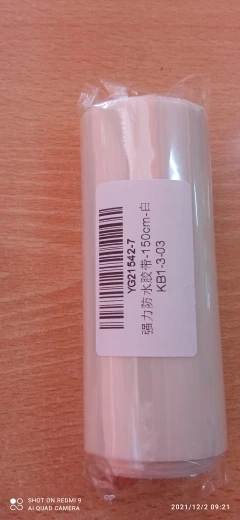 YG21542-7
强力防水胶带-150cm-白
KB1-3-03
SHOT ON REDMI 9
AI QUAD CAMERA
2021/12/2 09:21